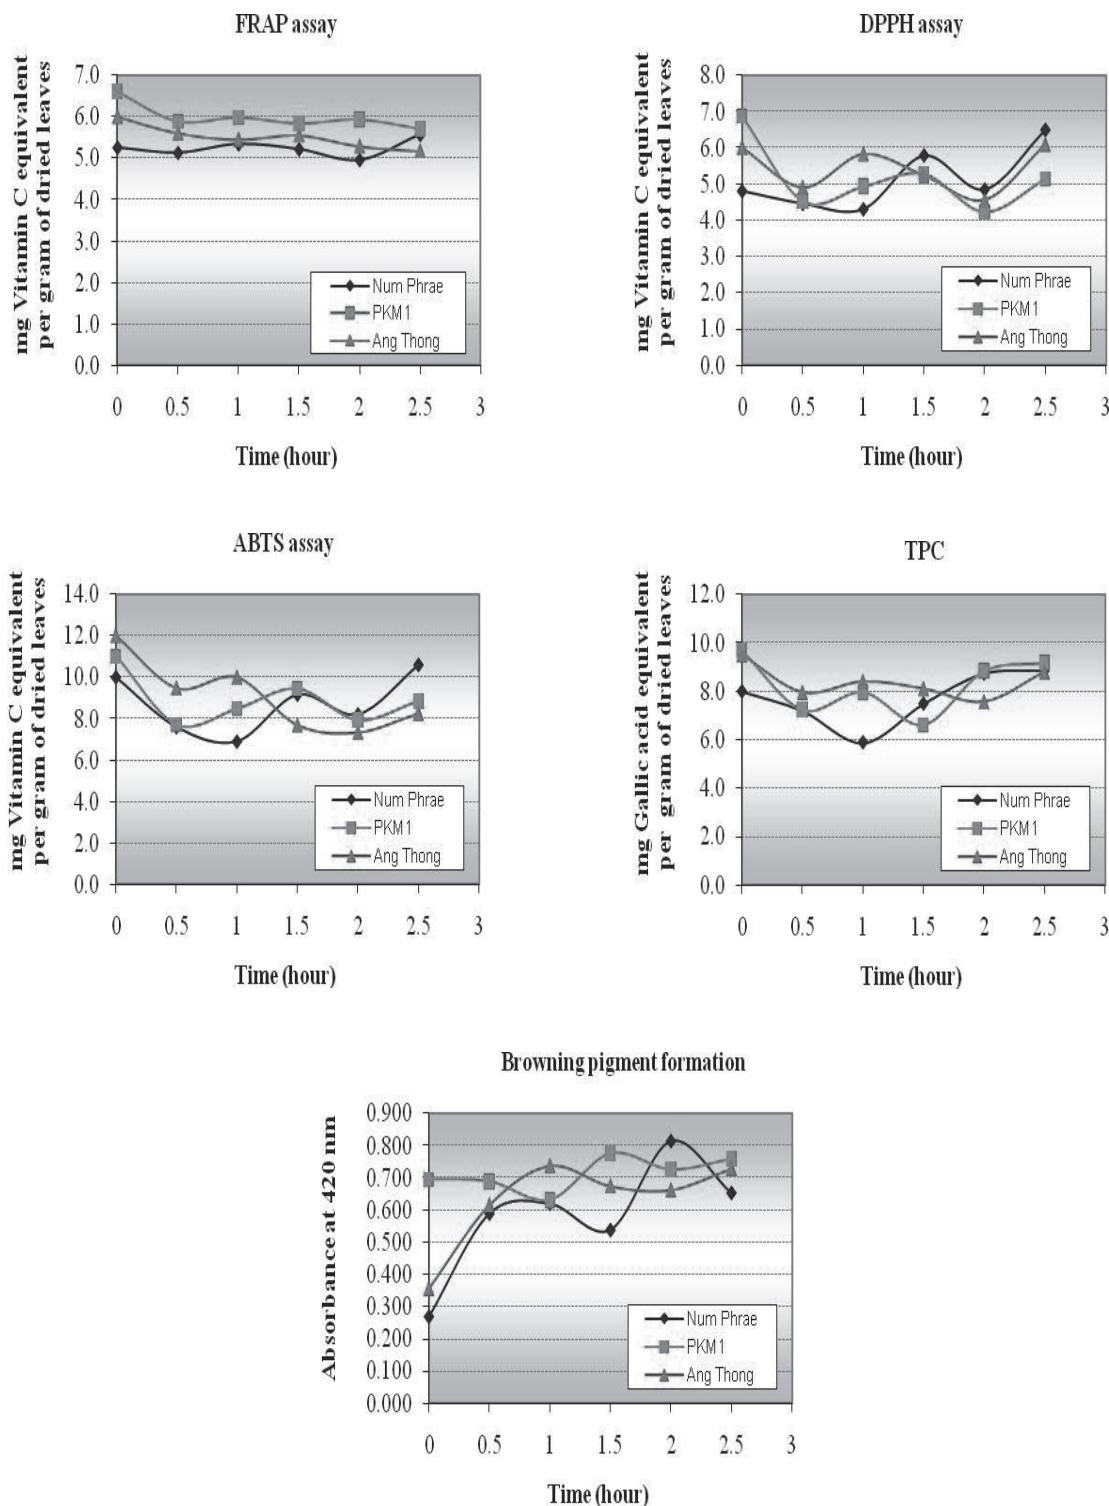 FRAP assay
mg Vitamin C equivalent
per gram of dried leaves
7.0
6.0
5.0
4.0
3.0
2.0
1.0
0.0
Num Phrae
PKM1
Ang Thong
0 0.5 1 1.5 2 2.5 3
Time (hour)
DPPH assay
mg Vitamin C equivalent
per gram of dried leaves
8.0
7.0
6.0
5.0
4.0
3.0
2.0
1.0
0.0
Num Phrae
PKM1
Ang Thong
0 0.5 1 1.5 2 2.5 3
Time (hour)
ABTS assay
mg Vitamin C equivalent
per gram of dried leaves
14.0
12.0
10.0
8.0
6.0
4.0
2.0
0.0
Num Phrae
PKM1
Ang Thong
0 0.5 1 1.5 2 2.5 3
Time (hour)
TPC
mg Gallic acid equivalent
per gram of dried leaves
12.0
10.0
8.0
6.0
4.0
2.0
0.0
Num Phrae
PKM1
Ang Thong
0 0.5 1 1.5 2 2.5 3
Time (hour)
Browning pigment formation
Absorbance at 420 nm
0.900
0.800
0.700
0.600
0.500
0.400
0.300
0.200
0.100
0.000
Num Phrae
PKM1
Ang Thong
0 0.5 1 1.5 2 2.5 3
Time (hour)